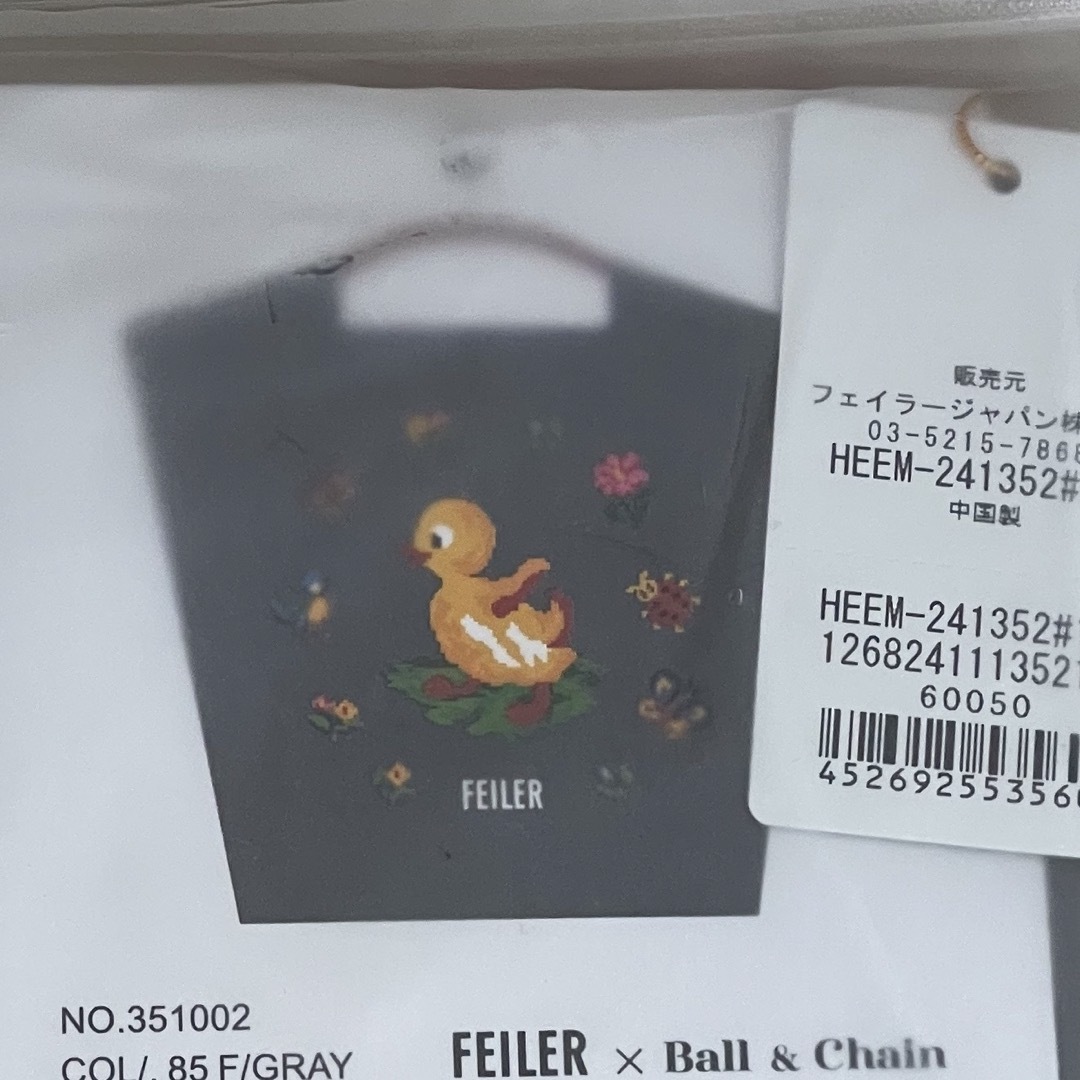 FEILER
NO.351002
COL/. 85 F/GRAY
FEILER × Ball & Chain
販売元
フェイラージャパン株
03-5215-7868
HEEM-241352#
中国製
HEEM-241352#
126824111352
60050
452692553556